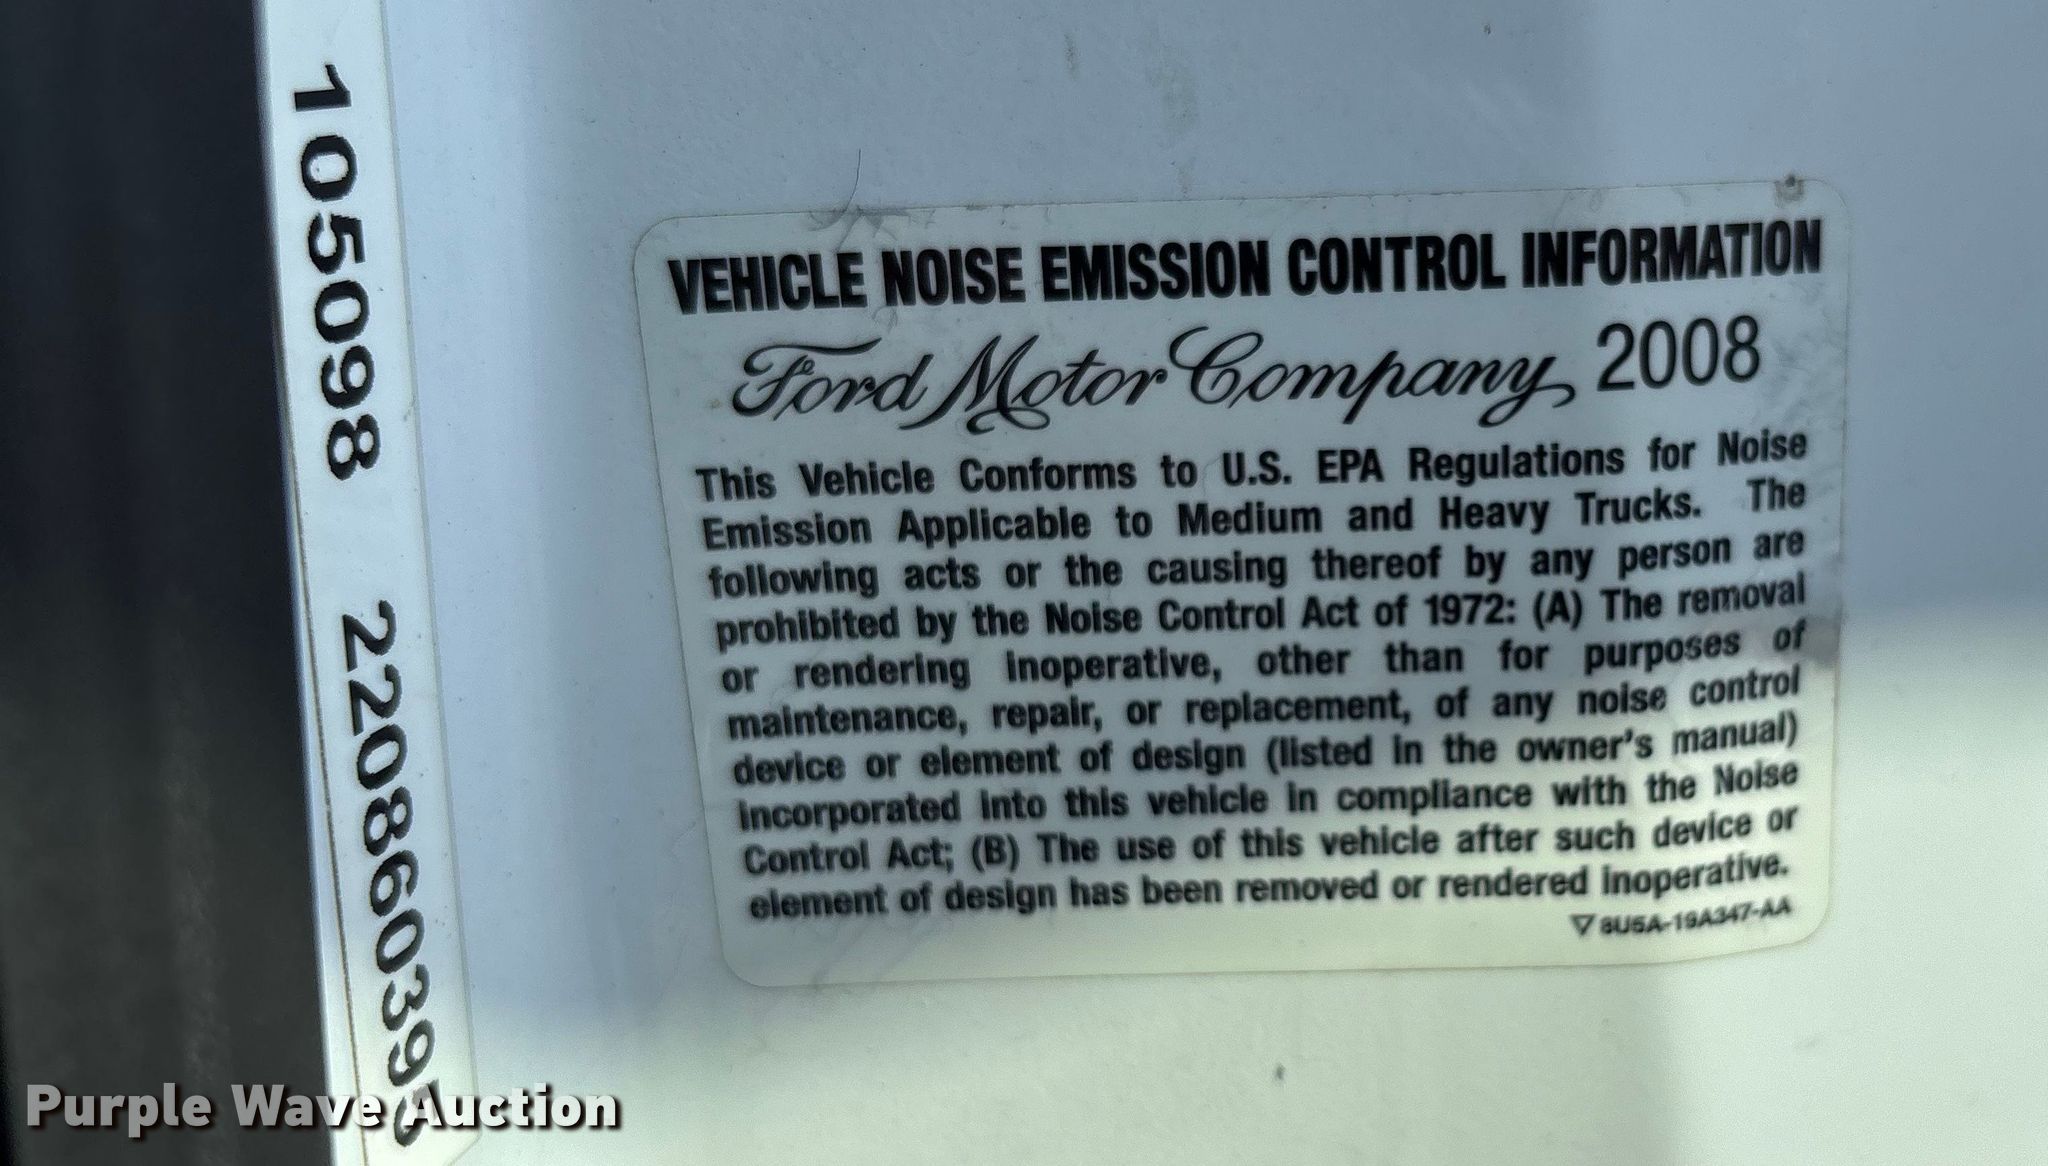 105098 2208603953
VEHICLE NOISE EMISSION CONTROL INFORMATION
Ford Motor Company 2008
This Vehicle Conforms to U.S. EPA Regulations for Noise
Emission Applicable to Medium and Heavy Trucks. The
following acts or the causing thereof by any person are
prohibited by the Noise Control Act of 1972: (A) The removal
or rendering inoperative, other than for purposes of
maintenance, repair, or replacement, of any noise control
device or element of design (listed in the owner's manual)
incorporated into this vehicle in compliance with the Noise
Control Act; (B) The use of this vehicle after such device or
element of design has been removed or rendered inoperative.
▽ 8U5A-19A347-AA
Purple Wave Auction